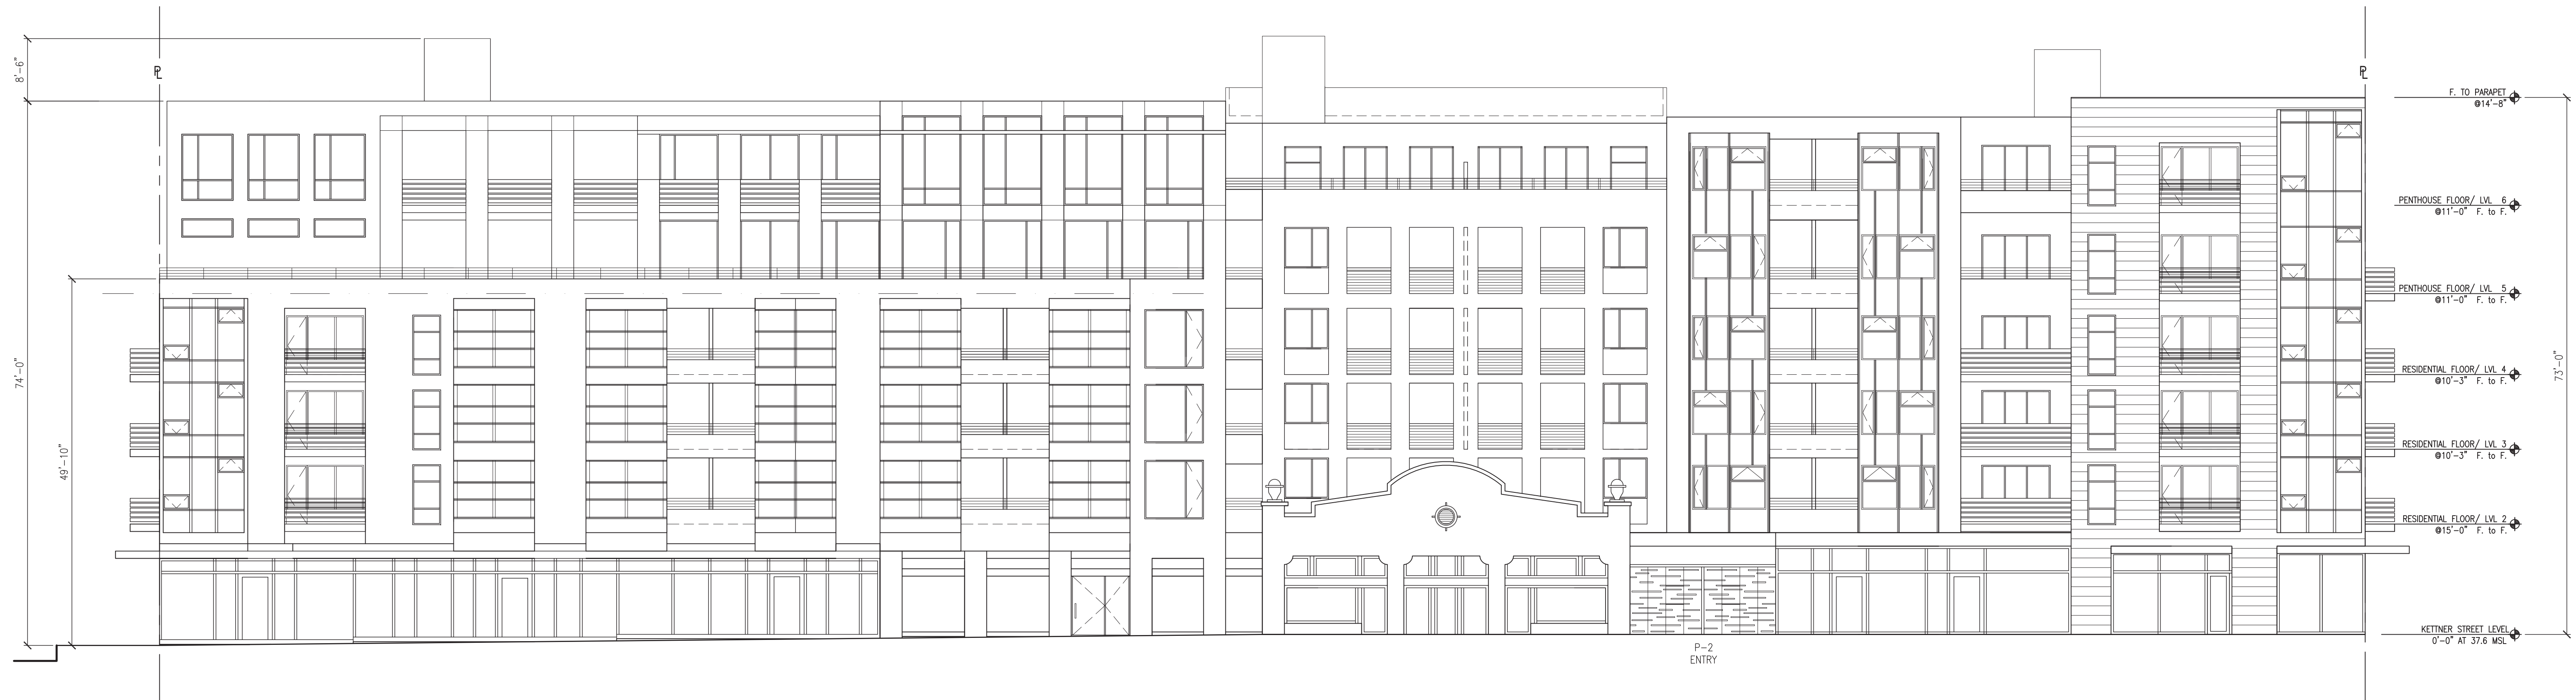 8'-6"
74'-0"
49'-10"
PL
PL
F. TO PARAPET
@14'-8"
PENTHOUSE FLOOR/ LVL 6
@11'-0" F. to F.
PENTHOUSE FLOOR/ LVL 5
@11'-0" F. to F.
RESIDENTIAL FLOOR/ LVL 4
@10'-3" F. to F.
RESIDENTIAL FLOOR/ LVL 3
@10'-3" F. to F.
RESIDENTIAL FLOOR/ LVL 2
@15'-0" F. to F.
KETTNER STREET LEVEL
0'-0" AT 37.6 MSL
73'-0"
P-2
ENTRY